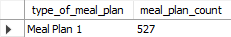 type_of_meal_plan meal_plan_count
Meal Plan 1 527